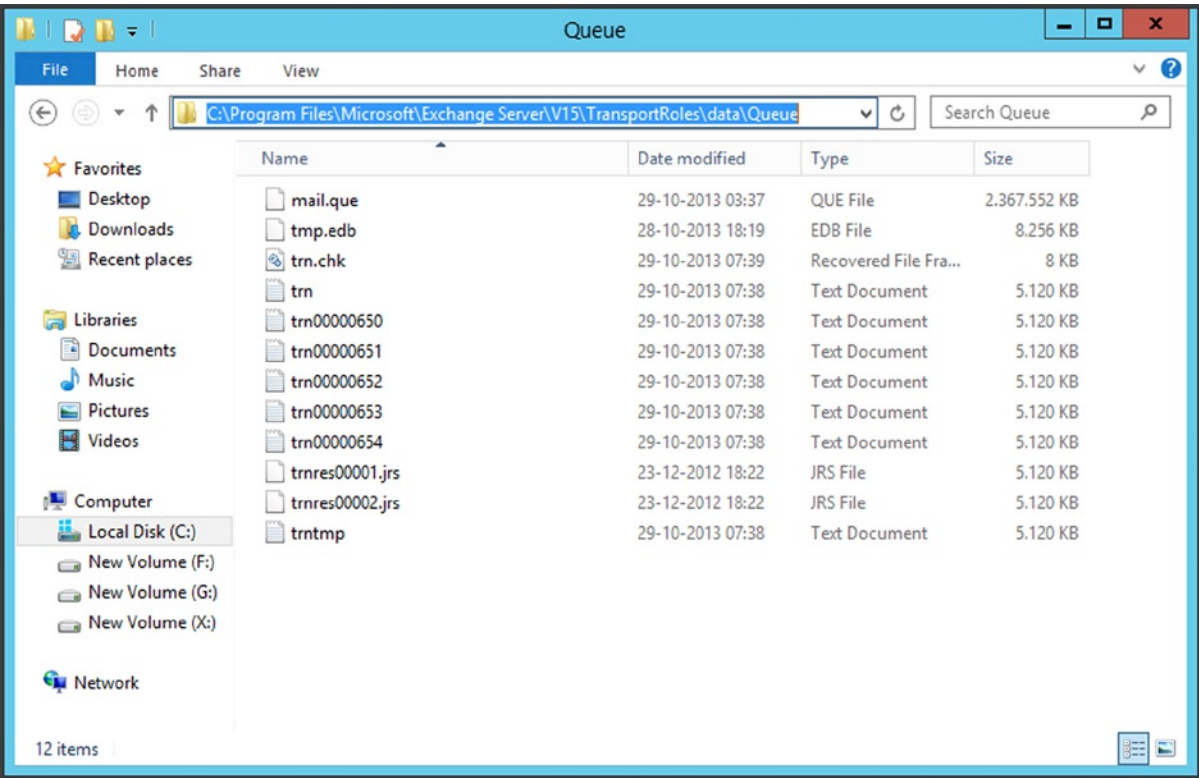 Queue
File Home Share View
C:\Program Files\Microsoft\Exchange Server\V15\TransportRoles\data\Queue Search Queue
Favorites
Desktop
Downloads
Recent places
Libraries
Documents
Music
Pictures
Videos
Computer
Local Disk (C:)
New Volume (F:)
New Volume (G:)
New Volume (X:)
Network
Name Date modified Type Size
mail.que 29-10-2013 03:37 QUE File 2.367.552 KB
tmp.edb 28-10-2013 18:19 EDB File 8.256 KB
trn.chk 29-10-2013 07:39 Recovered File Fra... 8 KB
trn 29-10-2013 07:38 Text Document 5.120 KB
trn00000650 29-10-2013 07:38 Text Document 5.120 KB
trn00000651 29-10-2013 07:38 Text Document 5.120 KB
trn00000652 29-10-2013 07:38 Text Document 5.120 KB
trn00000653 29-10-2013 07:38 Text Document 5.120 KB
trn00000654 29-10-2013 07:38 Text Document 5.120 KB
trnres00001.jrs 23-12-2012 18:22 JRS File 5.120 KB
trnres00002.jrs 23-12-2012 18:22 JRS File 5.120 KB
trntmp 29-10-2013 07:38 Text Document 5.120 KB
12 items